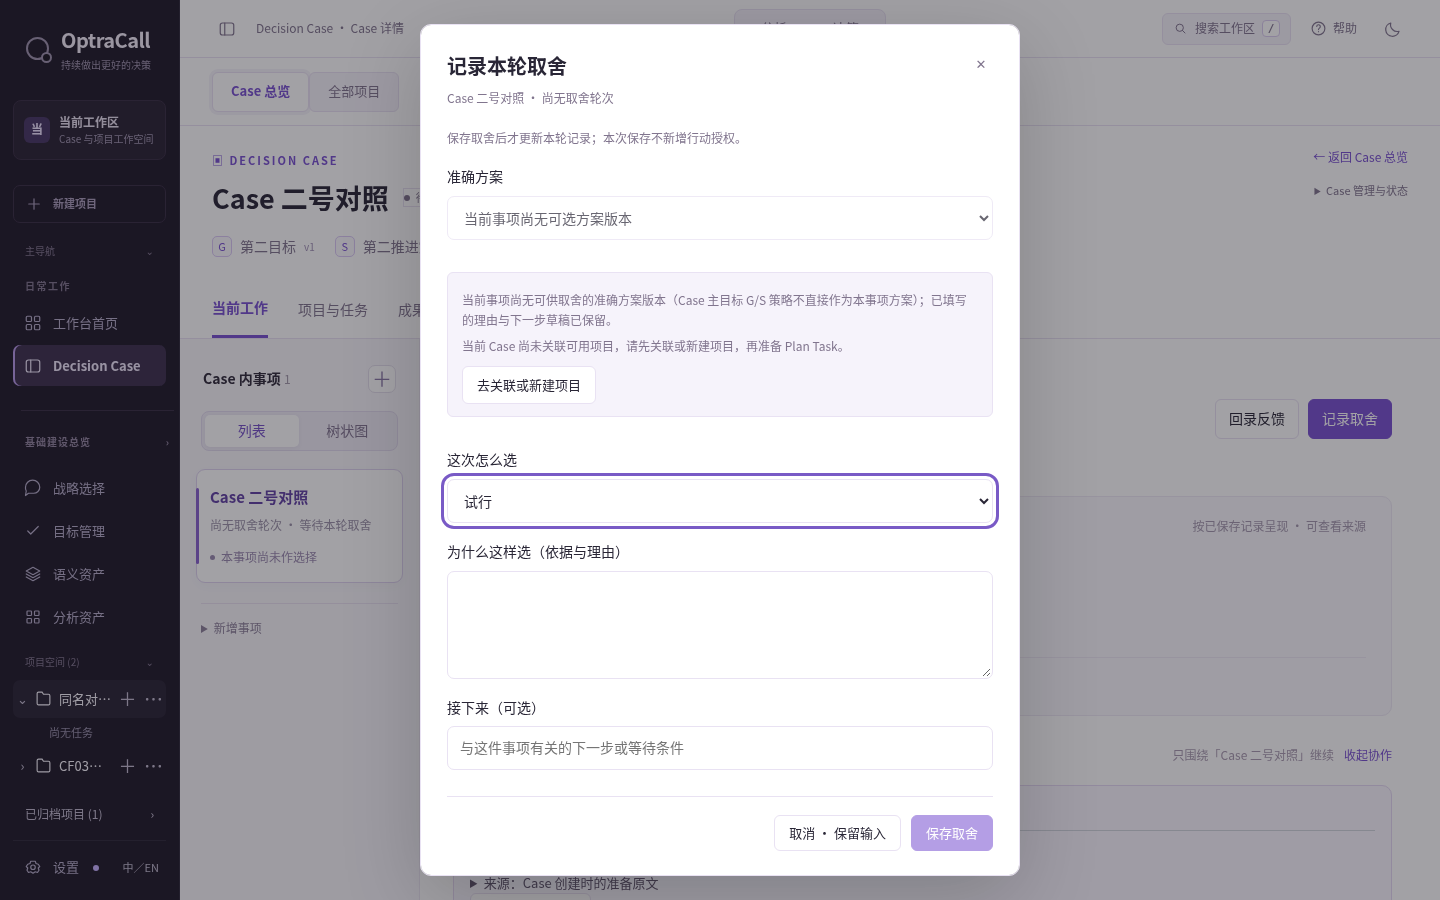 OptraCall
持续做出更好的决策
当
当前工作区
Case 与项目工作空间
新建项目
主导航
日常工作
工作台首页
Decision Case
基础建设总览
战略选择
目标管理
语义资产
分析资产
项目空间 (2)
同名对…
尚无任务
CF03…
已归档项目 (1)
设置
中／EN
Decision Case · Case 详情
搜索工作区
/
帮助
Case 总览
全部项目
DECISION CASE
← 返回 Case 总览
Case 二号对照
▶ Case 管理与状态
G 第二目标 v1
S 第二推进
当前工作
项目与任务
Case 内事项 1
列表
树状图
Case 二号对照
尚无取舍轮次 · 等待本轮取舍
本事项尚未作选择
▶ 新增事项
回录反馈
记录取舍
按已保存记录呈现 · 可查看来源
只围绕「Case 二号对照」继续
收起协作
▶ 来源：Case 创建时的准备原文
记录本轮取舍
×
Case 二号对照 · 尚无取舍轮次
保存取舍后才更新本轮记录；本次保存不新增行动授权。
准确方案
当前事项尚无可选方案版本
当前事项尚无可供取舍的准确方案版本（Case 主目标 G/S 策略不直接作为本事项方案）；已填写
的理由与下一步草稿已保留。
当前 Case 尚未关联可用项目，请先关联或新建项目，再准备 Plan Task。
去关联或新建项目
这次怎么选
试行
为什么这样选（依据与理由）
接下来（可选）
与这件事项有关的下一步或等待条件
取消 · 保留输入
保存取舍